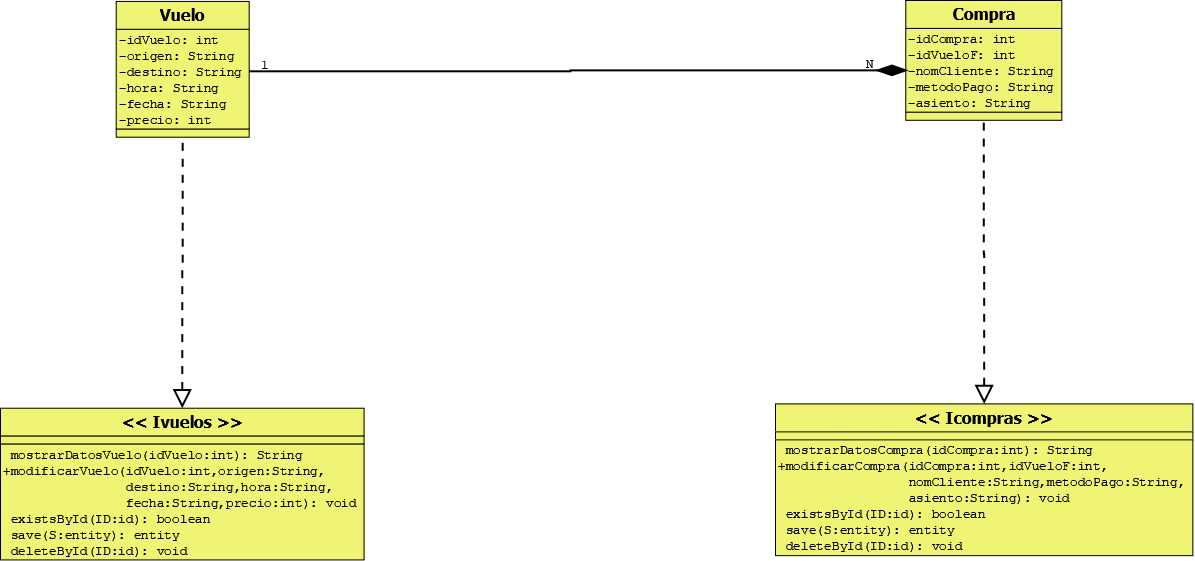 Vuelo
-idVuelo: int
-origen: String
-destino: String
-hora: String
-fecha: String
-precio: int
1
N
Compra
-idCompra: int
-idVueloF: int
-nomCliente: String
-metodoPago: String
-asiento: String
<< Ivuelos >>
mostrarDatosVuelo(idVuelo:int): String
+modificarVuelo(idVuelo:int,origen:String,
destino:String,hora:String,
fecha:String,precio:int): void
existsById(ID:id): boolean
save(S:entity): entity
deleteById(ID:id): void
<< Icompras >>
mostrarDatosCompra(idCompra:int): String
+modificarCompra(idCompra:int,idVueloF:int,
nomCliente:String,metodoPago:String,
asiento:String): void
existsById(ID:id): boolean
save(S:entity): entity
deleteById(ID:id): void